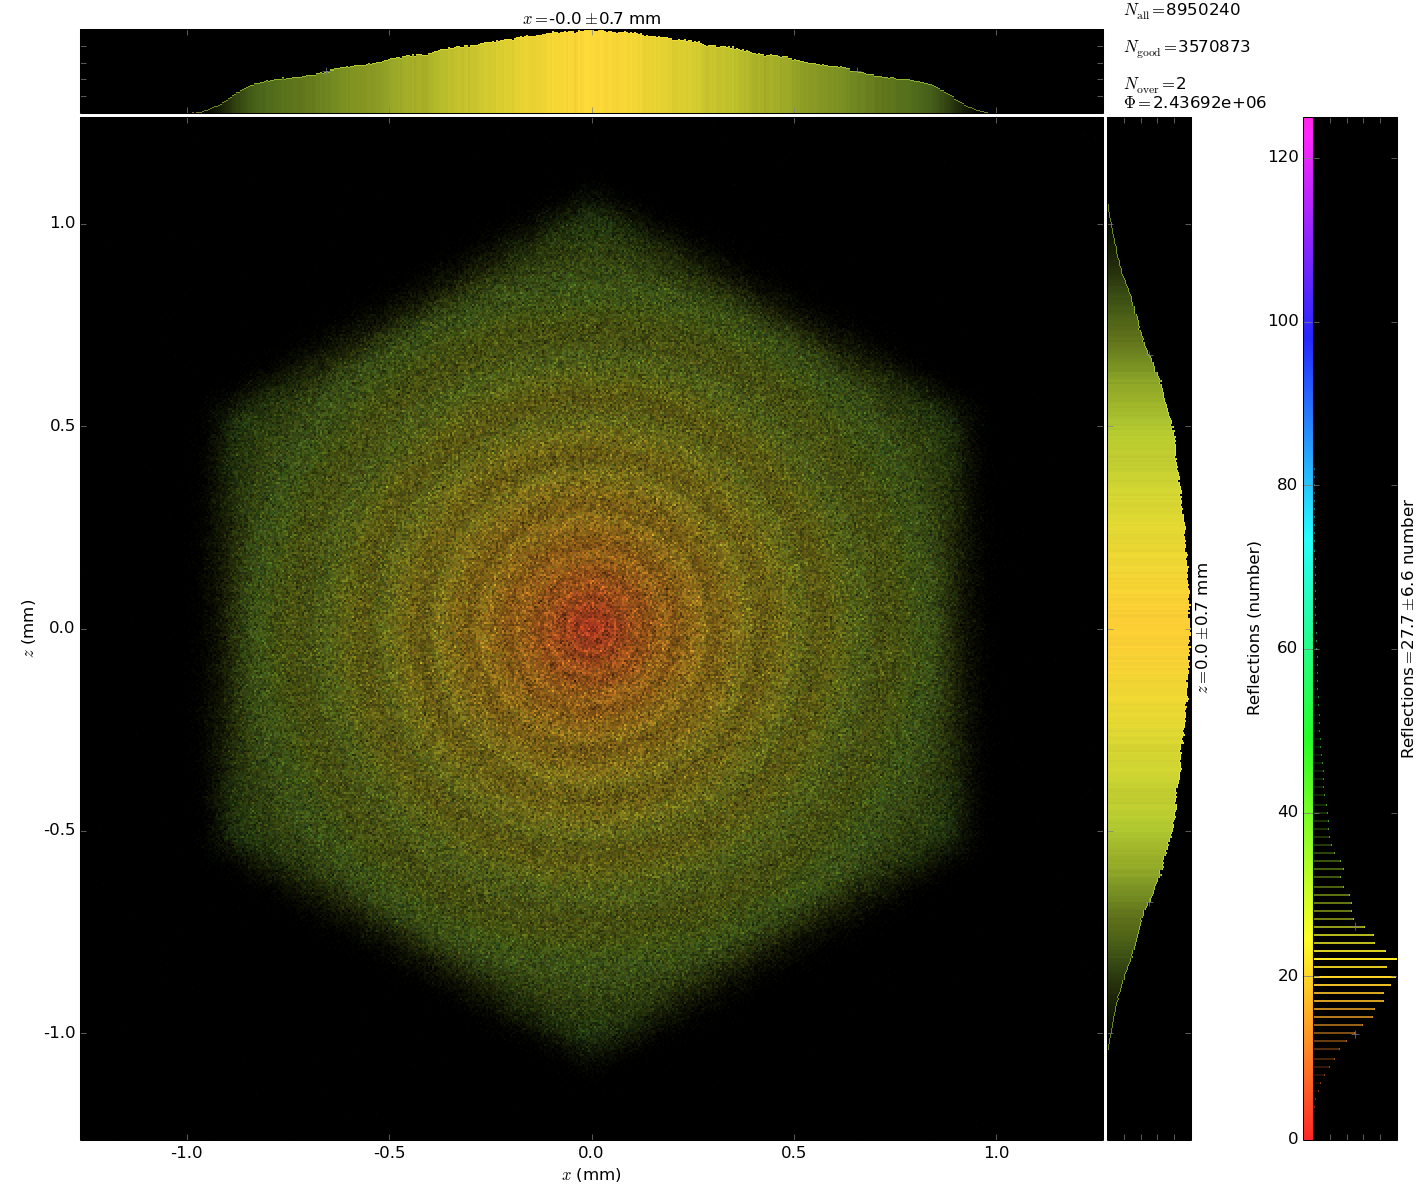 x=-0.0 ±0.7 mm
N_all=8950240
N_good=3570873
N_over=2
Φ=2.43692e+06
1.0
0.5
0.0
-0.5
-1.0
z (mm)
-1.0 -0.5 0.0 0.5 1.0
x (mm)
z=0.0 ±0.7 mm
Reflections (number)
120
100
80
60
40
20
0
Reflections=27.7 ±6.6 number